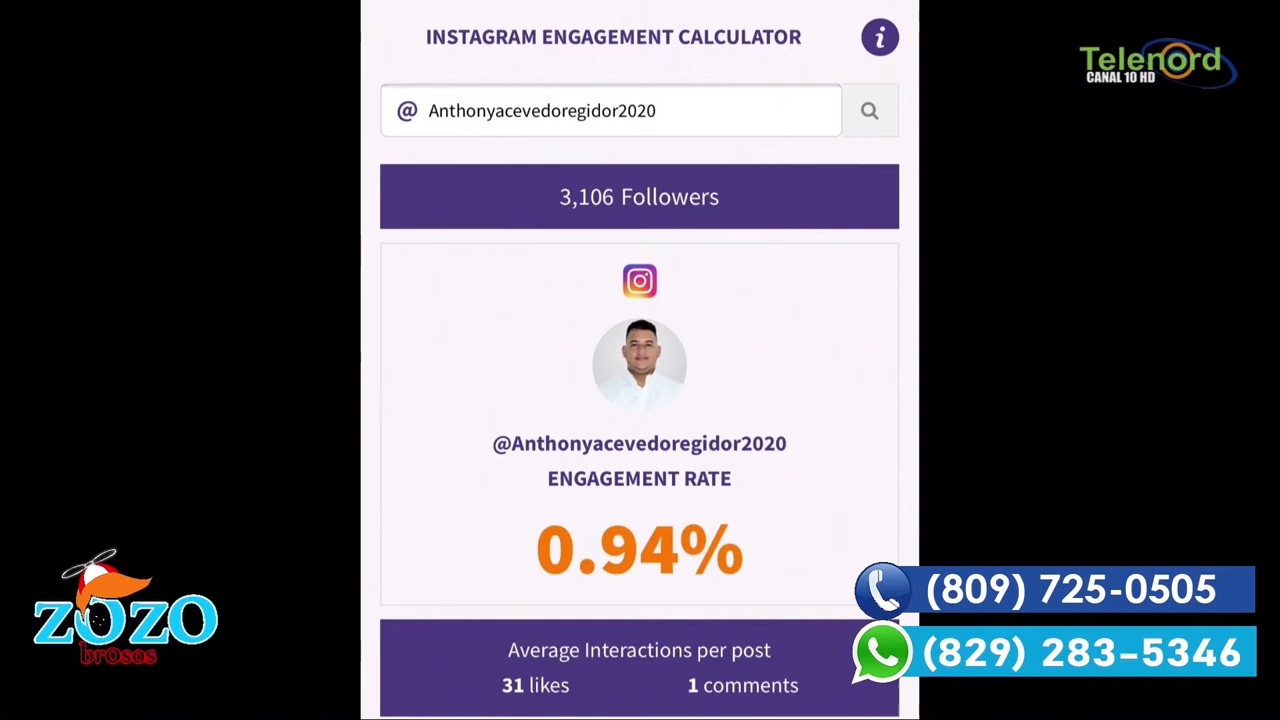 INSTAGRAM ENGAGEMENT CALCULATOR
i
Telenord
CANAL 10 HD
@ Anthonyacevedoregidor2020
3,106 Followers
@Anthonyacevedoregidor2020
ENGAGEMENT RATE
0.94%
zozo
brOsos
(809) 725-0505
(829) 283-5346
Average Interactions per post
31 likes 1 comments